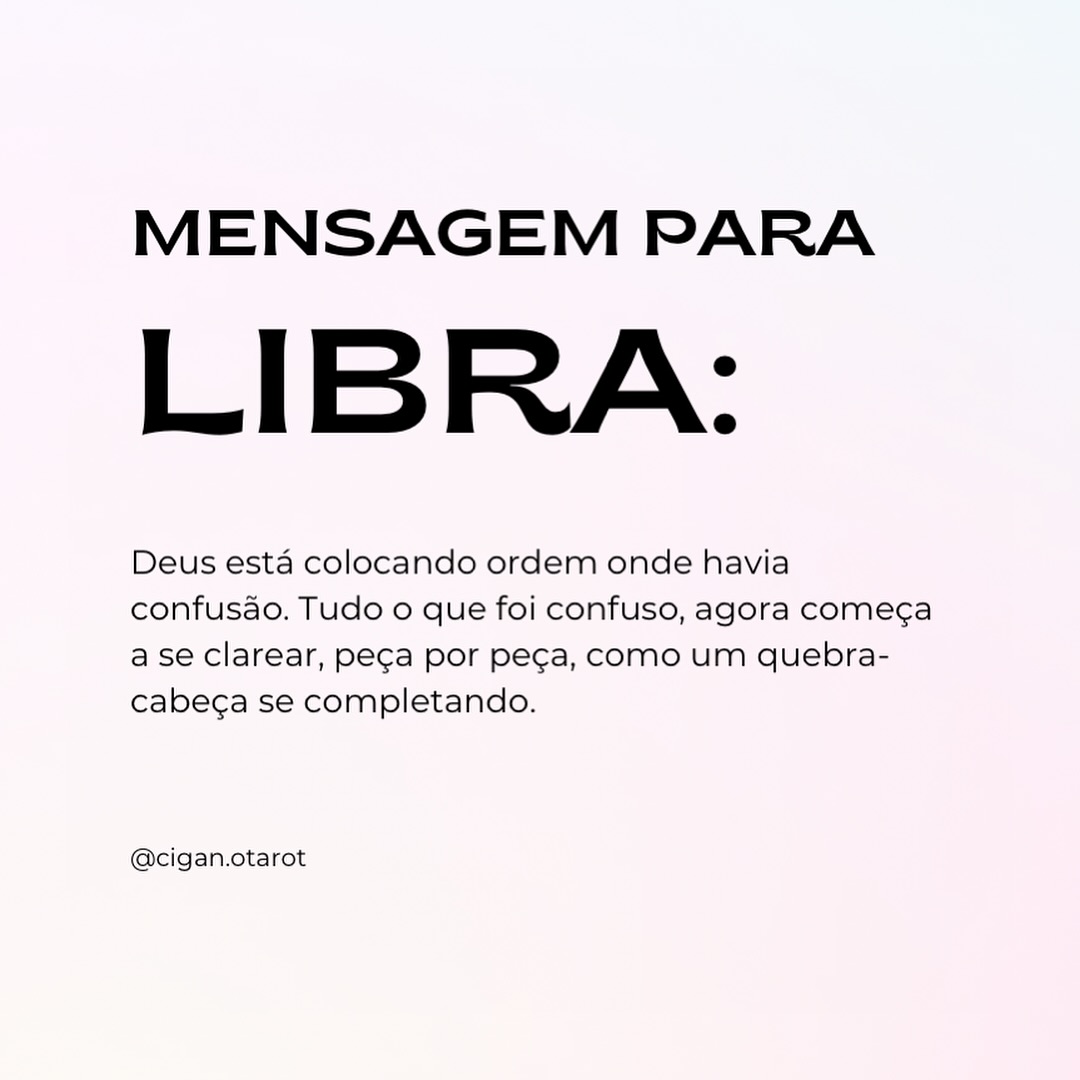 MENSAGEM PARA
LIBRA:
Deus está colocando ordem onde havia
confusão. Tudo o que foi confuso, agora começa
a se clarear, peça por peça, como um quebra-
cabeça se completando.
@cigan.otarot